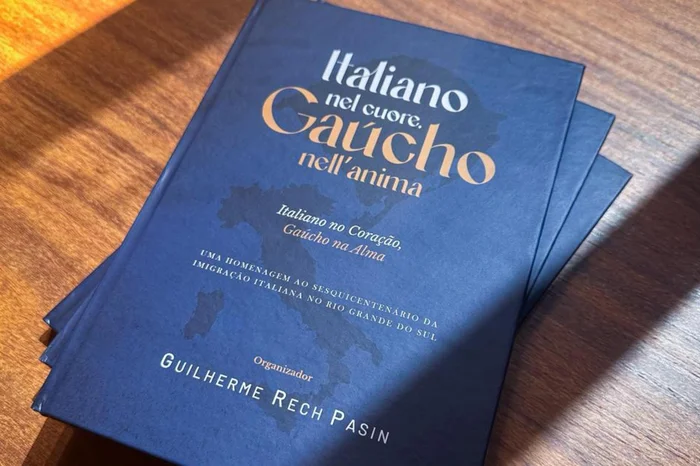 Italiano
nel cuore,
Gaúcho
nell'anima
Italiano no Coração,
Gaúcho na Alma
UMA HOMENAGEM AO SESQUICENTENÁRIO DA
IMIGRAÇÃO ITALIANA NO RIO GRANDE DO SUL
Organizador
GUILHERME RECH PASIN